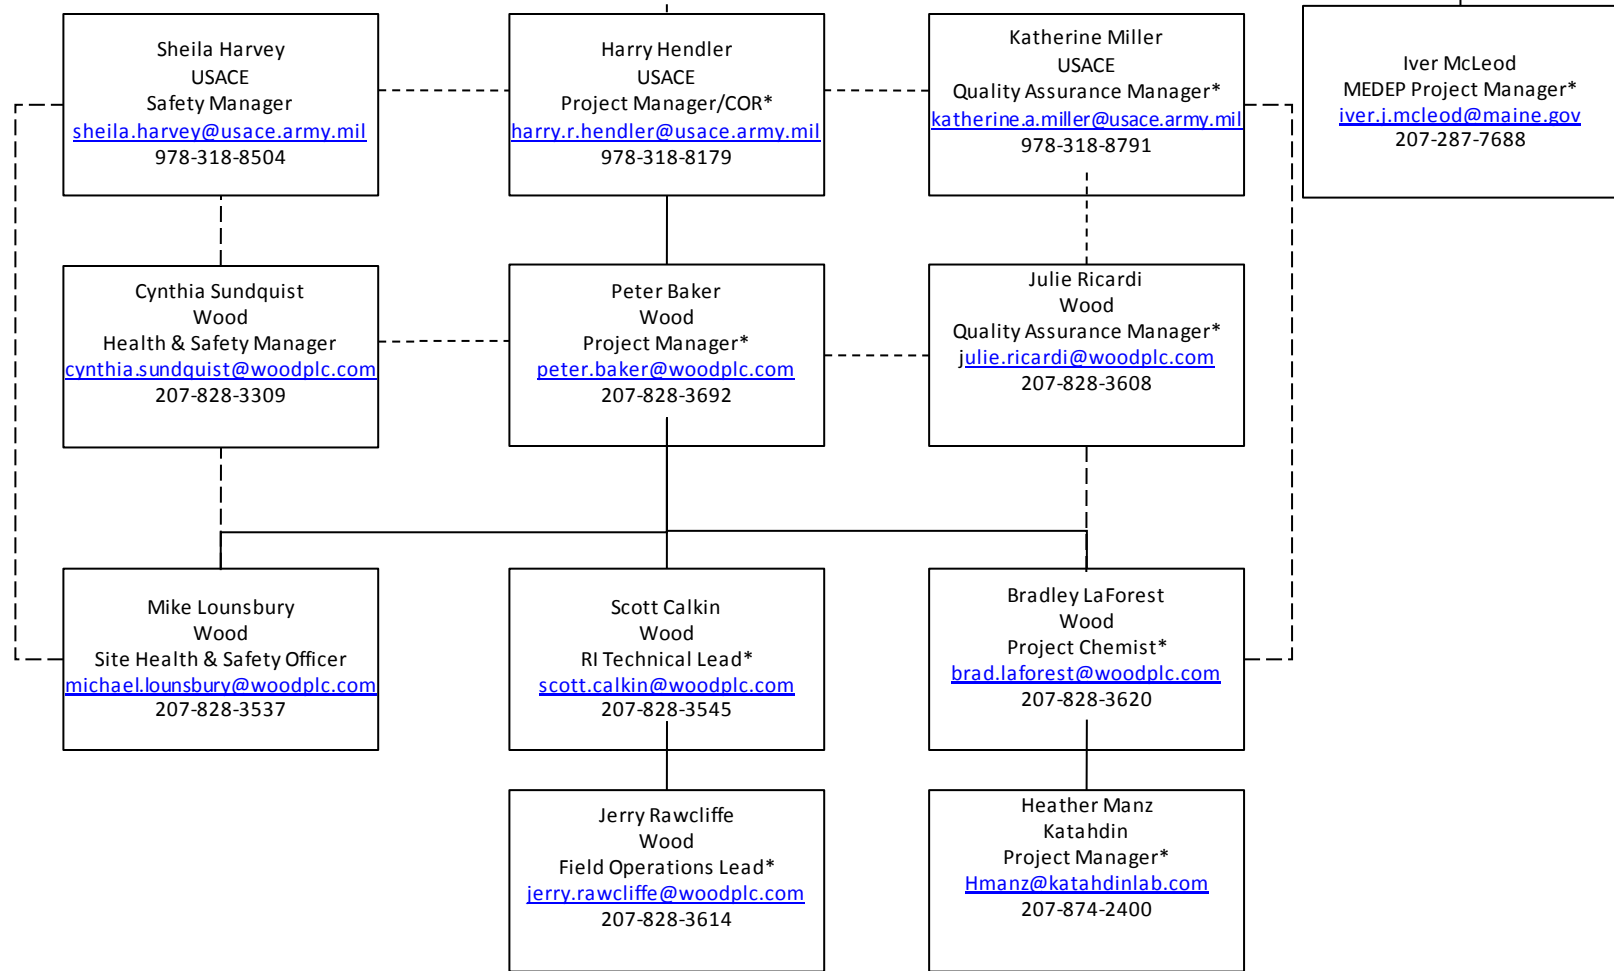 Sheila Harvey
USACE
Safety Manager
sheila.harvey@usace.army.mil
978-318-8504
Harry Hendler
USACE
Project Manager/COR*
harry.r.hendler@usace.army.mil
978-318-8179
Katherine Miller
USACE
Quality Assurance Manager*
katherine.a.miller@usace.army.mil
978-318-8791
Iver McLeod
MEDEP Project Manager*
iver.j.mcleod@maine.gov
207-287-7688
Cynthia Sundquist
Wood
Health & Safety Manager
cynthia.sundquist@woodplc.com
207-828-3309
Peter Baker
Wood
Project Manager*
peter.baker@woodplc.com
207-828-3692
Julie Ricardi
Wood
Quality Assurance Manager*
julie.ricardi@woodplc.com
207-828-3608
Mike Lounsbury
Wood
Site Health & Safety Officer
michael.lounsbury@woodplc.com
207-828-3537
Scott Calkin
Wood
RI Technical Lead*
scott.calkin@woodplc.com
207-828-3545
Bradley LaForest
Wood
Project Chemist*
brad.laforest@woodplc.com
207-828-3620
Jerry Rawcliffe
Wood
Field Operations Lead*
jerry.rawcliffe@woodplc.com
207-828-3614
Heather Manz
Katahdin
Project Manager*
Hmanz@katahdinlab.com
207-874-2400